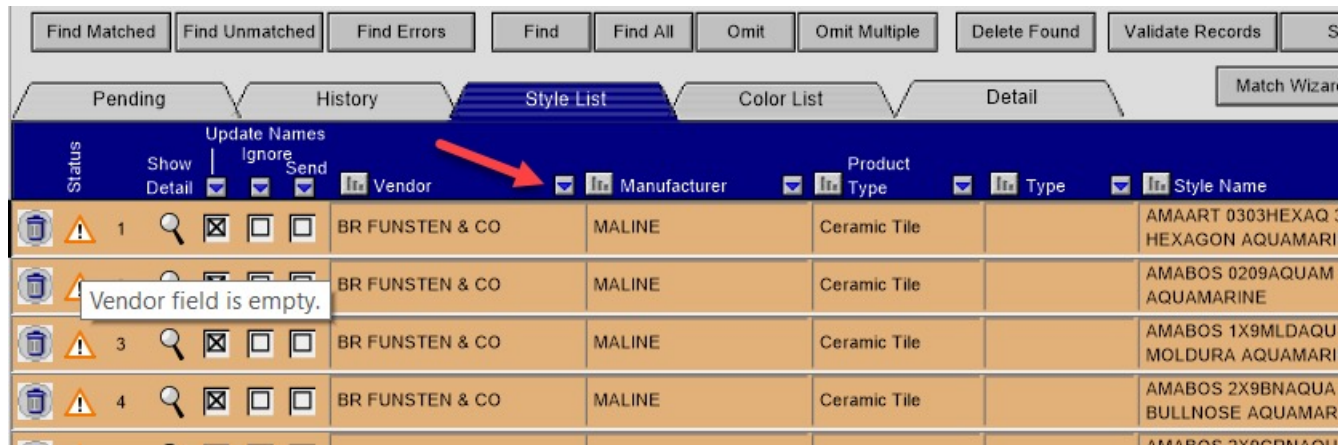 Find Matched Find Unmatched Find Errors Find Find All Omit Omit Multiple Delete Found Validate Records S
Pending History Style List Color List Detail Match Wizard
Status
Update Names
Ignore
Send
Show
Detail
Vendor Manufacturer
Product
Type
Type Style Name
1 BR FUNSTEN & CO MALINE Ceramic Tile AMAART 0303HEXAQ
HEXAGON AQUAMARI
BR FUNSTEN & CO MALINE Ceramic Tile AMABOS 0209AQUAM
AQUAMARINE
Vendor field is empty.
3 BR FUNSTEN & CO MALINE Ceramic Tile AMABOS 1X9MLDAQU
MOLDURA AQUAMARI
4 BR FUNSTEN & CO MALINE Ceramic Tile AMABOS 2X9BNAQUA
BULLNOSE AQUAMAR